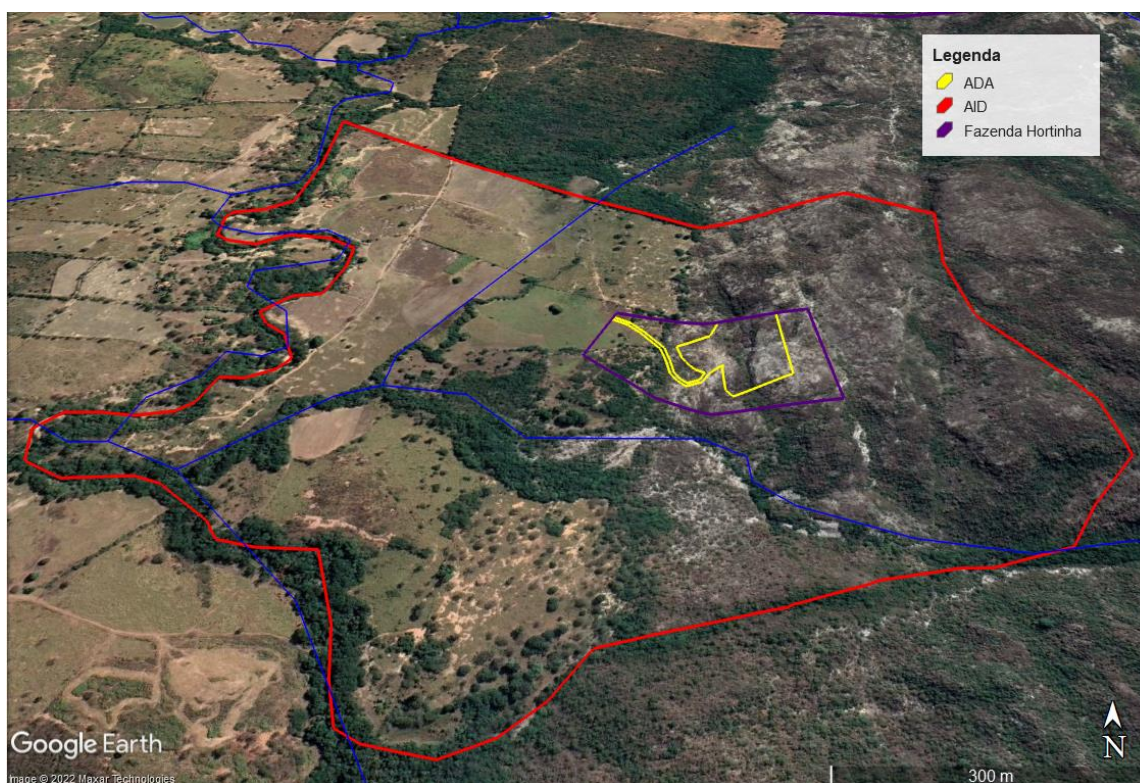 Legenda
ADA
AID
Fazenda Hortinha
Google Earth
Image © 2022 Maxar Technologies
N
300 m